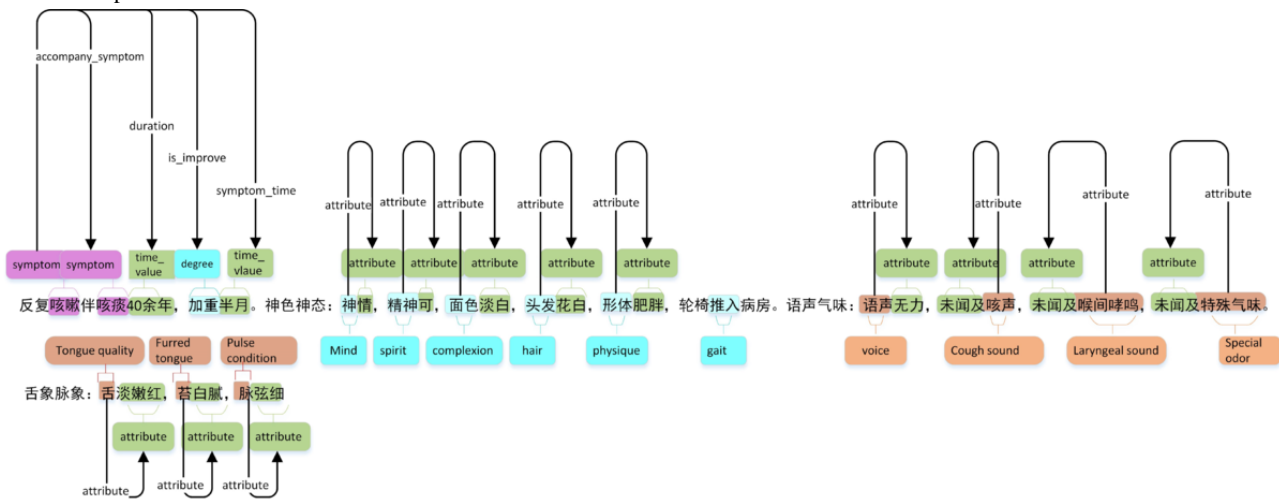 accompany_symptom
duration
is_improve
symptom_time
attribute attribute attribute attribute attribute attribute attribute attribute attribute
symptom symptom time_value degree time_vlaue attribute attribute attribute attribute attribute attribute attribute attribute attribute
反复咳嗽伴咳痰40余年，加重半月。神色神态：神情，精神可，面色淡白，头发花白，形体肥胖，轮椅推入病房。语声气味：语声无力，未闻及咳声，未闻及喉间哮鸣，未闻及特殊气味。
Tongue quality Furred tongue Pulse condition Mind spirit complexion hair physique gait voice Cough sound Laryngeal sound Special odor
舌象脉象：舌淡嫩红，苔白腻，脉弦细
attribute attribute attribute
attribute attribute attribute